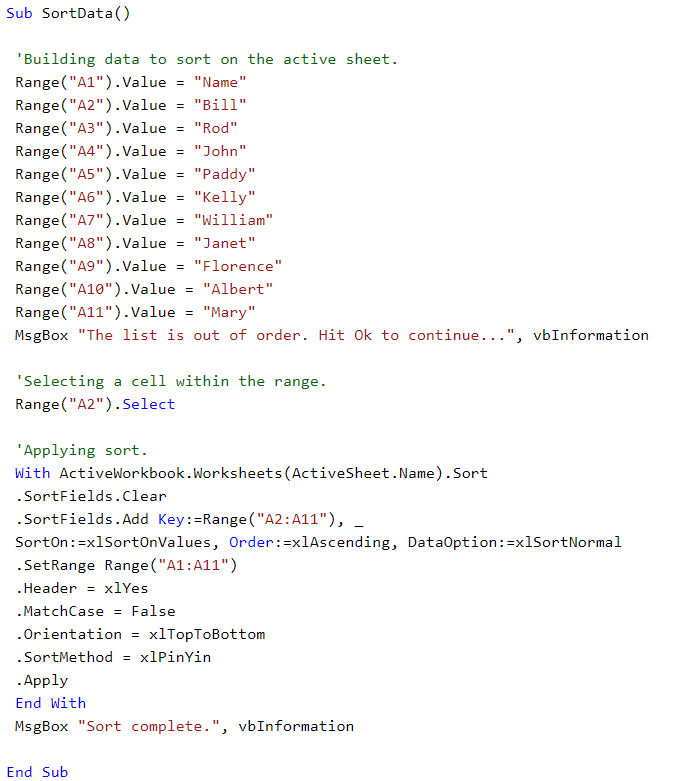 Sub SortData()
'Building data to sort on the active sheet.
Range("A1").Value = "Name"
Range("A2").Value = "Bill"
Range("A3").Value = "Rod"
Range("A4").Value = "John"
Range("A5").Value = "Paddy"
Range("A6").Value = "Kelly"
Range("A7").Value = "William"
Range("A8").Value = "Janet"
Range("A9").Value = "Florence"
Range("A10").Value = "Albert"
Range("A11").Value = "Mary"
MsgBox "The list is out of order. Hit Ok to continue...", vbInformation
'Selecting a cell within the range.
Range("A2").Select
'Applying sort.
With ActiveWorkbook.Worksheets(ActiveSheet.Name).Sort
.SortFields.Clear
.SortFields.Add Key:=Range("A2:A11"), _
SortOn:=xlSortOnValues, Order:=xlAscending, DataOption:=xlSortNormal
.SetRange Range("A1:A11")
.Header = xlYes
.MatchCase = False
.Orientation = xlTopToBottom
.SortMethod = xlPinYin
.Apply
End With
MsgBox "Sort complete.", vbInformation
End Sub